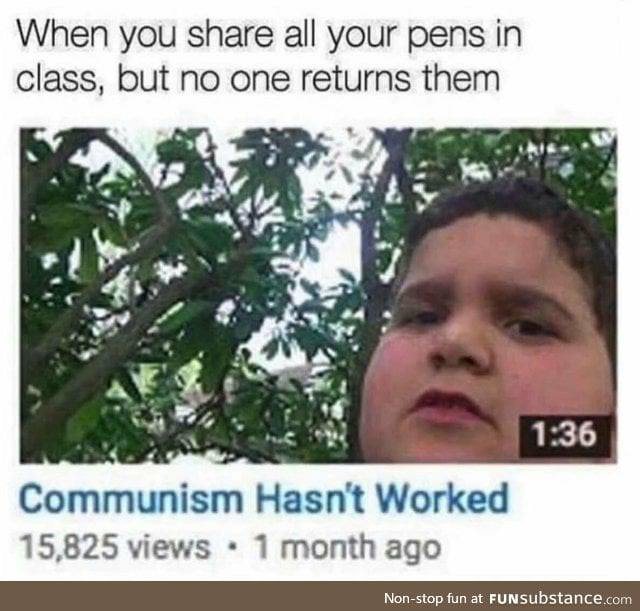 When you share all your pens in
class, but no one returns them
1:36
Communism Hasn't Worked
15,825 views • 1 month ago
Non-stop fun at FUNsubstance.com